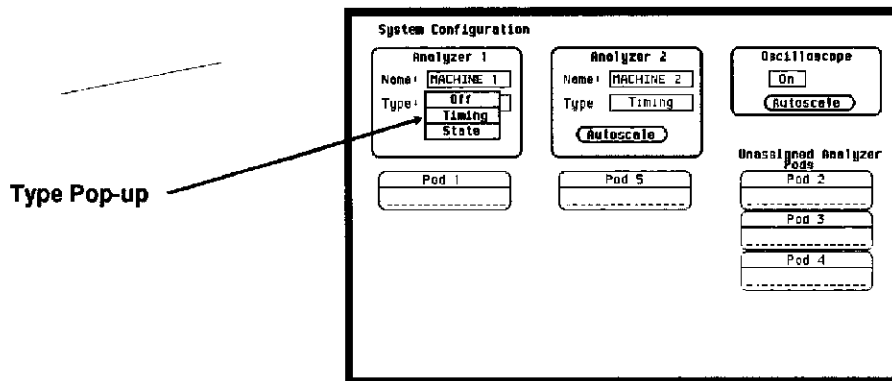 System Configuration
Analyzer 1
Name: MACHINE 1
Type:
Off
Timing
State
Analyzer 2
Name: MACHINE 2
Type Timing
Autoscale
Oscilloscope
On
Autoscale
Unassigned Analyzer
Pods
Pod 1
Pod 5
Pod 2
Pod 3
Pod 4
Type Pop-up